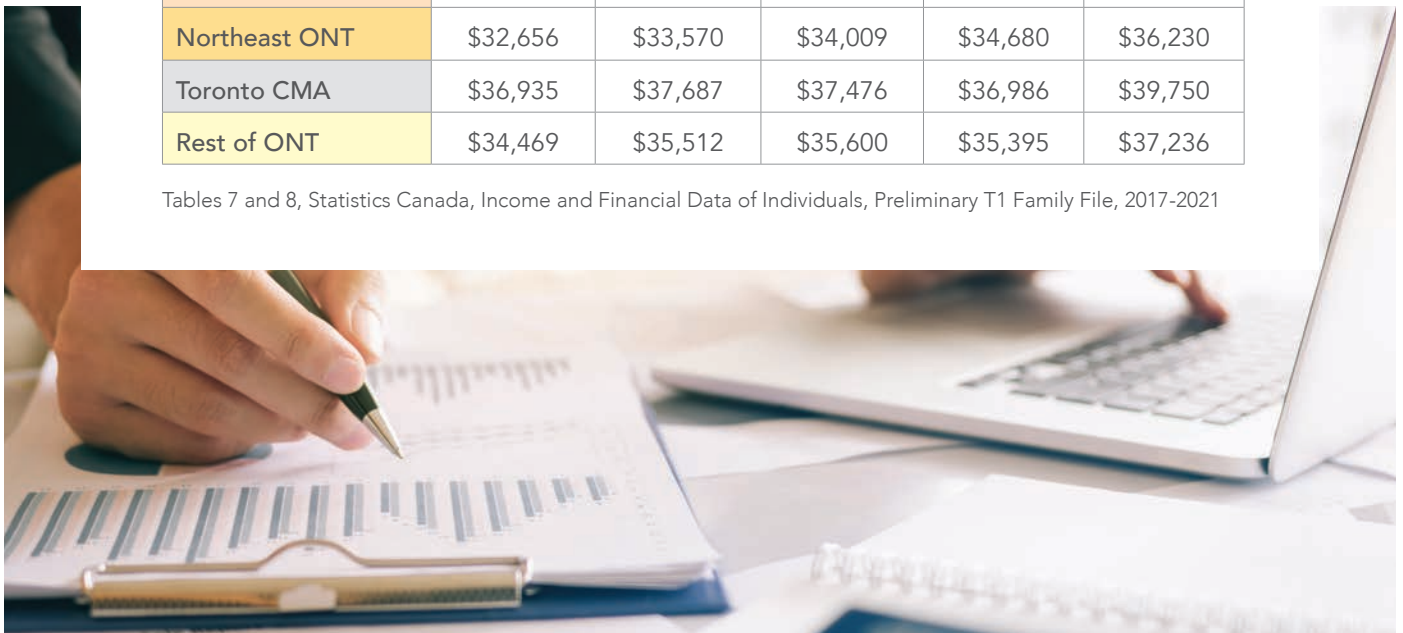 Northeast ONT $32,656 $33,570 $34,009 $34,680 $36,230
Toronto CMA $36,935 $37,687 $37,476 $36,986 $39,750
Rest of ONT $34,469 $35,512 $35,600 $35,395 $37,236
Tables 7 and 8, Statistics Canada, Income and Financial Data of Individuals, Preliminary T1 Family File, 2017-2021